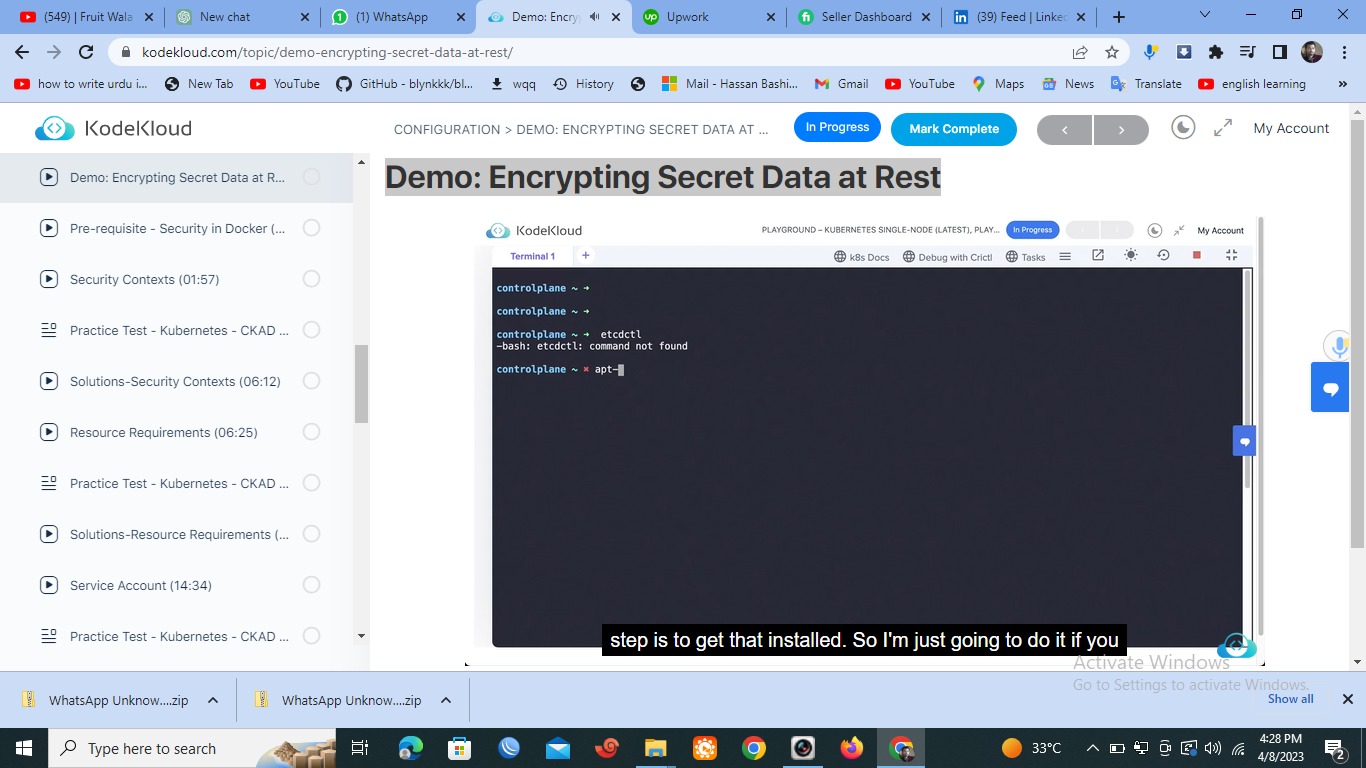 (549) | Fruit Wala
New chat
(1) WhatsApp
Demo: Encry
Upwork
Seller Dashboard
(39) Feed | Linke
kodekloud.com/topic/demo-encrypting-secret-data-at-rest/
how to write urdu i...
New Tab
YouTube
GitHub - blynkkk/bl...
wqq
History
Mail - Hassan Bashi...
Gmail
YouTube
Maps
News
Translate
english learning
»
KodeKloud
CONFIGURATION > DEMO: ENCRYPTING SECRET DATA AT ...
In Progress
Mark Complete
My Account
Demo: Encrypting Secret Data at R...
Pre-requisite - Security in Docker (...
Security Contexts (01:57)
Practice Test - Kubernetes - CKAD ...
Solutions-Security Contexts (06:12)
Resource Requirements (06:25)
Practice Test - Kubernetes - CKAD ...
Solutions-Resource Requirements (...
Service Account (14:34)
Practice Test - Kubernetes - CKAD ...
Demo: Encrypting Secret Data at Rest
KodeKloud
PLAYGROUND – KUBERNETES SINGLE-NODE (LATEST), PLAY...
In Progress
My Account
Terminal 1
+
k8s Docs
Debug with Crictl
Tasks
controlplane ~ ➜
controlplane ~ ➜
controlplane ~ ➜ etcdctl
-bash: etcdctl: command not found
controlplane ~ ✖ apt-
step is to get that installed. So I'm just going to do it if you
Activate Windows
Go to Settings to activate Windows.
WhatsApp Unknow....zip
WhatsApp Unknow....zip
Show all
Type here to search
33°C
4:28 PM
4/8/2023
2